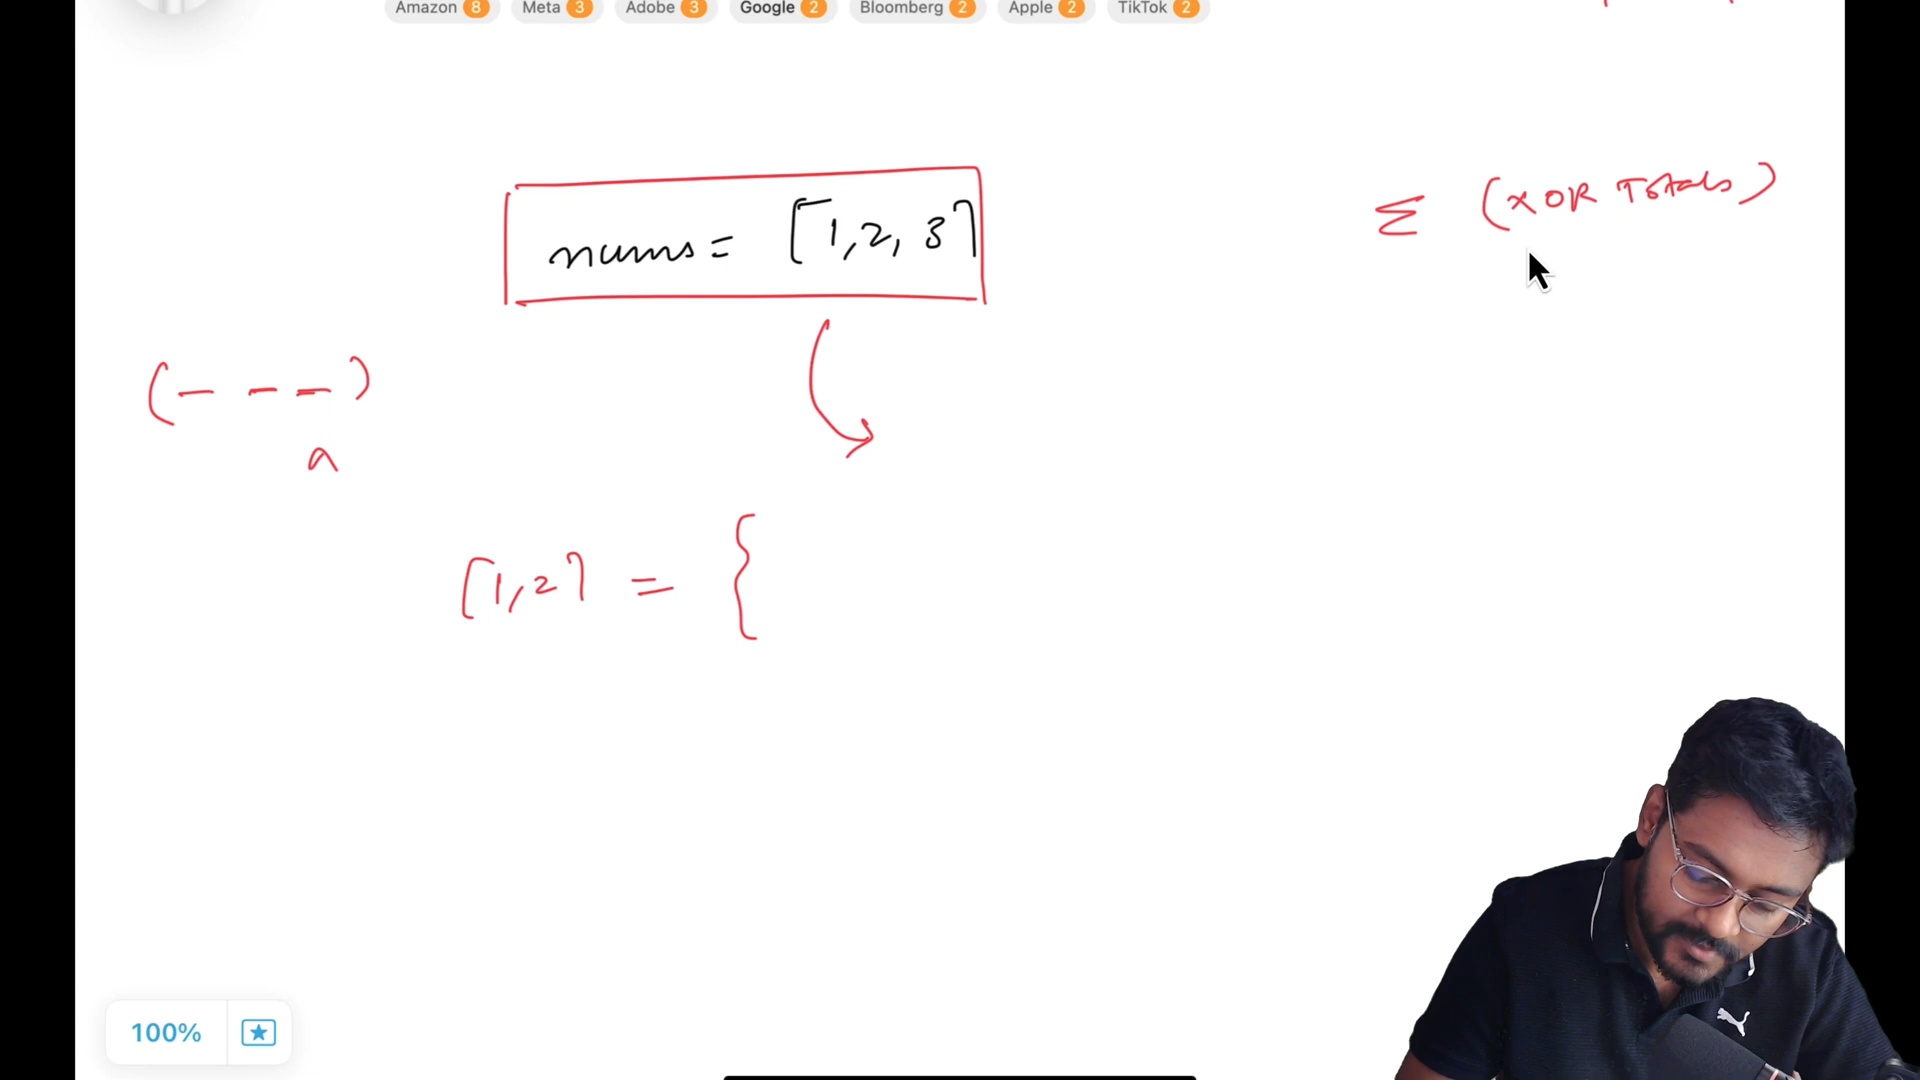 Amazon 8 Meta 3 Adobe 3 Google 2 Bloomberg 2 Apple 2 TikTok 2
Σ (XOR Totals)
nums = [1,2,3]
(_ _ _)
a
[1,2] = {
100%